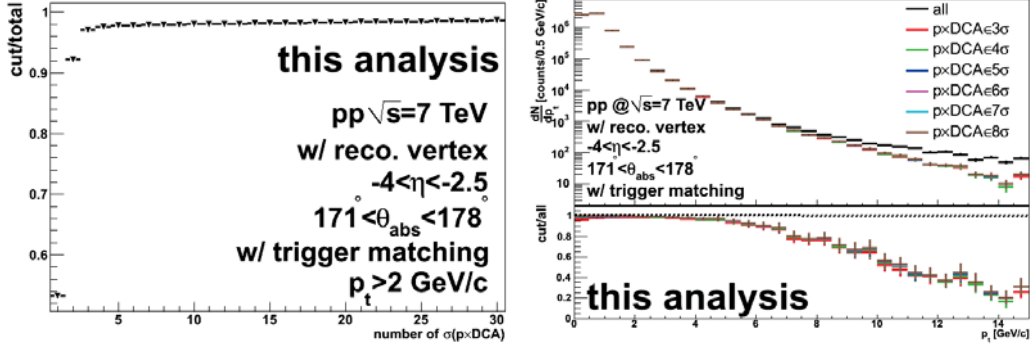 cut/total
1
0.9
0.8
0.7
0.6
this analysis
pp √s=7 TeV
w/ reco. vertex
-4<η<-2.5
171°<θabs<178°
w/ trigger matching
pt>2 GeV/c
5 10 15 20 25 30
number of σ(p×DCA)
dN/dpt [counts/0.5 GeV/c]
10⁶
10⁵
10⁴
10³
10²
10
all
p×DCA∈3σ
p×DCA∈4σ
p×DCA∈5σ
p×DCA∈6σ
p×DCA∈7σ
p×DCA∈8σ
pp @√s=7 TeV
w/ reco. vertex
-4<η<-2.5
171°<θabs<178°
w/ trigger matching
cut/all
1
0.8
0.6
0.4
0.2
0
this analysis
0 2 4 6 8 10 12 14
pt [GeV/c]